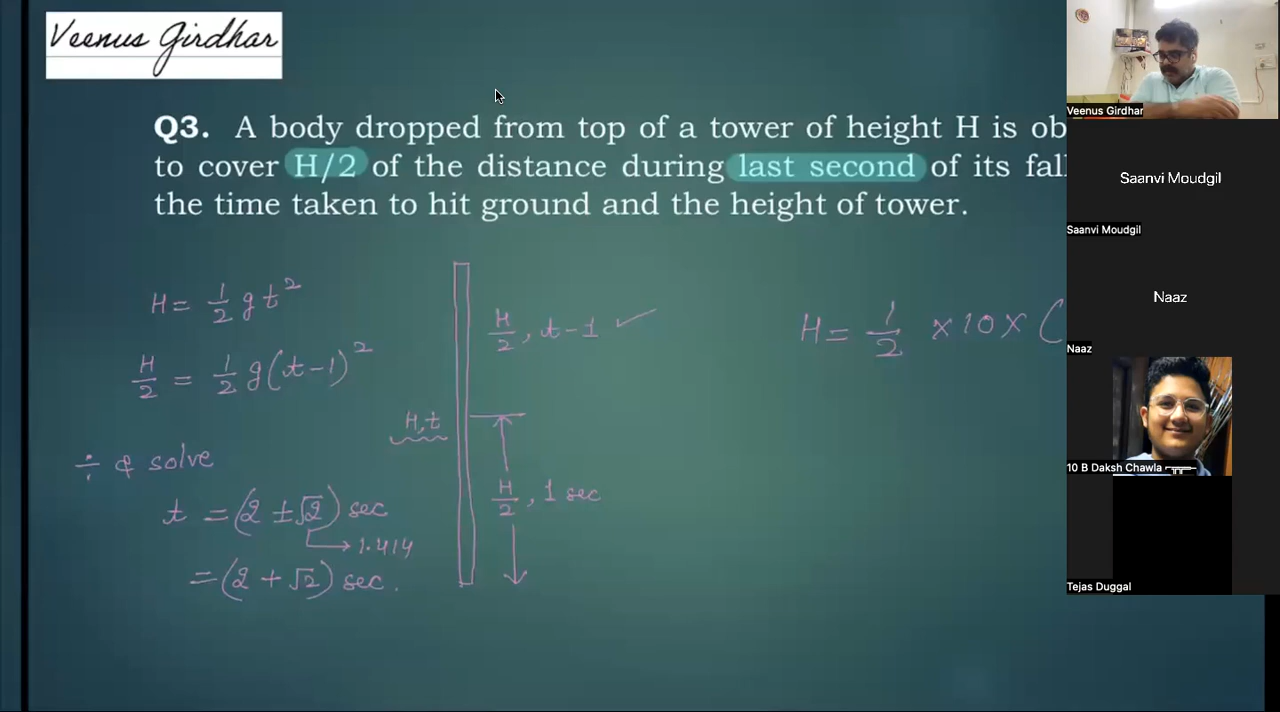 Veenus Girdhar
Q3. A body dropped from top of a tower of height H is
to cover H/2 of the distance during last second of its
the time taken to hit ground and the height of tower.
H = 1/2 g t²
H/2 = 1/2 g(t-1)²
÷ & solve
t = (2 ± √2) sec
→ 1.414
= (2 + √2) sec.
H/2, t-1 ✓
H,t
H/2, 1 sec
H = 1/2 ×10× (
Veenus Girdhar
Saanvi Moudgil
Saanvi Moudgil
Naaz
Naaz
10 B Daksh Chawla
Tejas Duggal